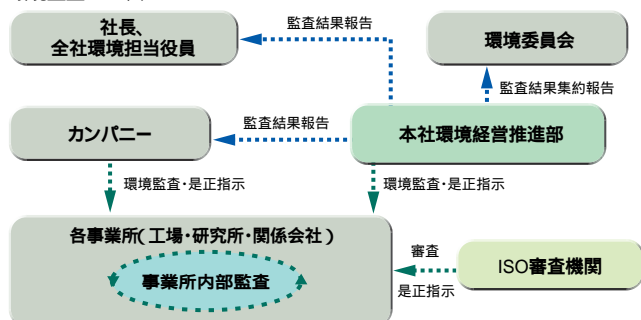 社長、
全社環境担当役員
監査結果報告
環境委員会
監査結果集約報告
カンパニー
監査結果報告
本社環境経営推進部
環境監査・是正指示
環境監査・是正指示
各事業所(工場・研究所・関係会社)
事業所内部監査
審査
是正指示
ISO審査機関